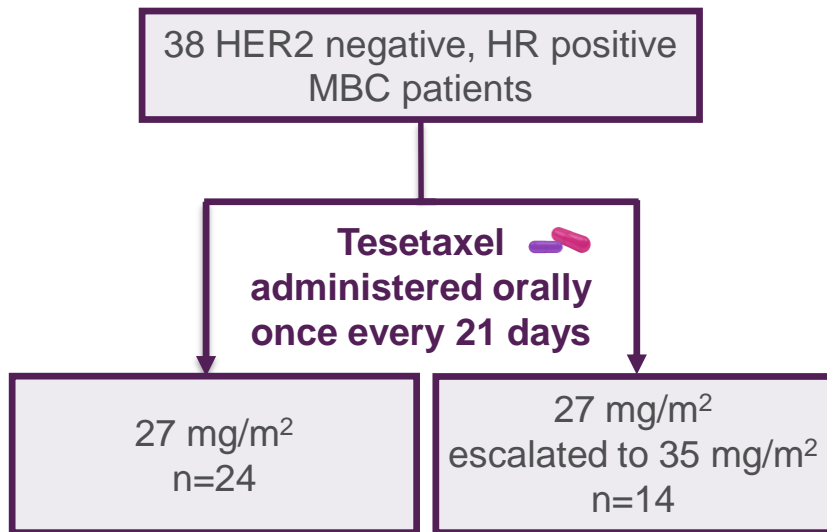 38 HER2 negative, HR positive
MBC patients
Tesetaxel
administered orally
once every 21 days
27 mg/m²
n=24
27 mg/m²
escalated to 35 mg/m²
n=14